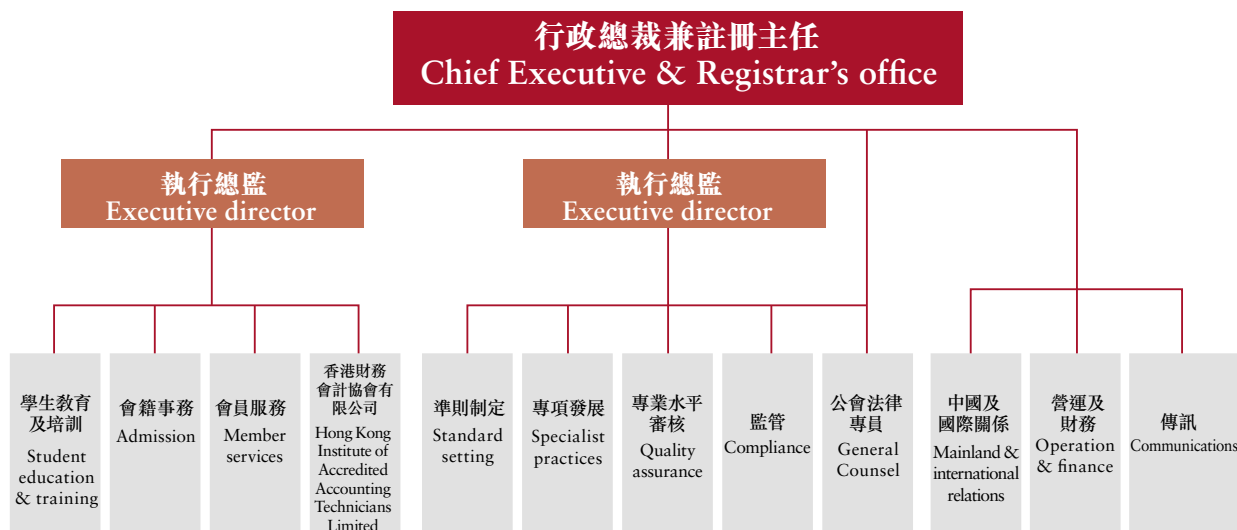 行政總裁兼註冊主任
Chief Executive & Registrar's office
執行總監
Executive director
執行總監
Executive director
學生教育
及培訓
Student
education
& training
會籍事務
Admission
會員服務
Member
services
香港財務
會計協會有
限公司
Hong Kong
Institute of
Accredited
Accounting
Technicians
Limited
準則制定
Standard
setting
專項發展
Specialist
practices
專業水平
審核
Quality
assurance
監管
Compliance
公會法律
專員
General
Counsel
中國及
國際關係
Mainland &
international
relations
營運及
財務
Operation
& finance
傳訊
Communications